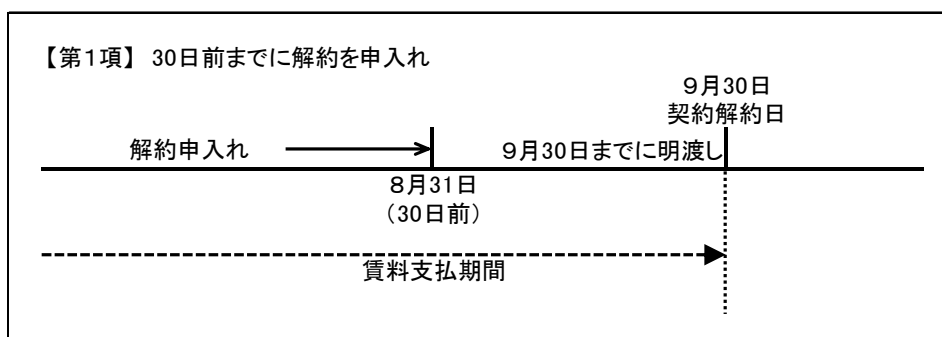 【第１項】 30日前までに解約を申入れ
９月30日
契約解約日
解約申入れ
９月30日までに明渡し
８月31日
（30日前）
賃料支払期間